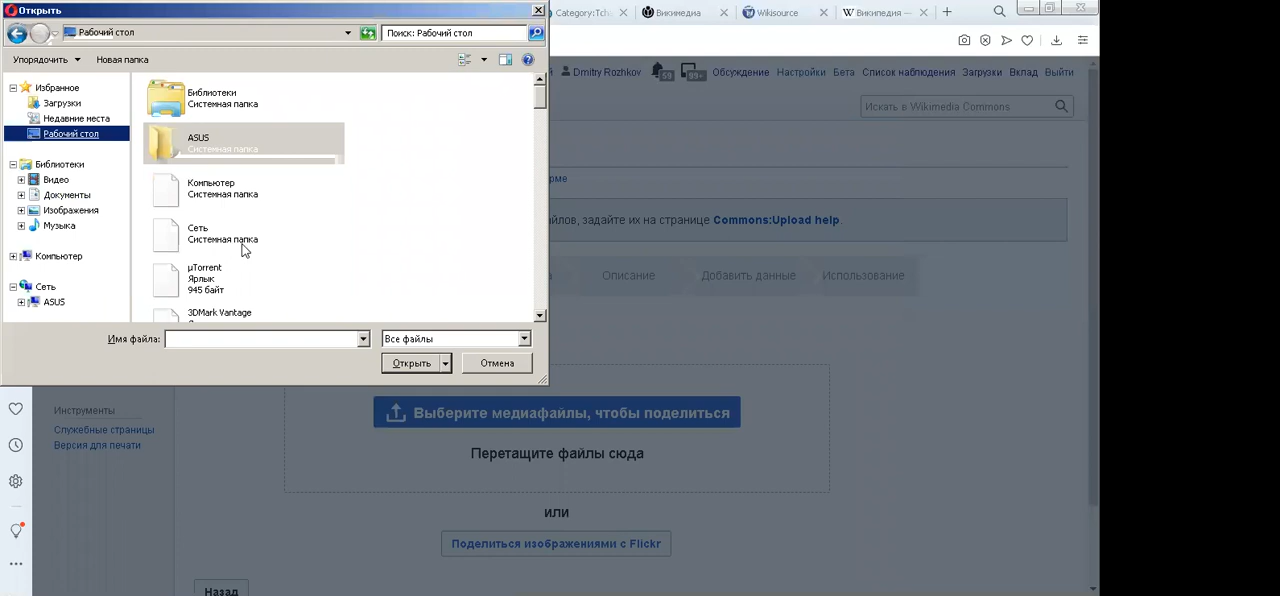 Открыть
Рабочий стол
Поиск: Рабочий стол
Упорядочить
Новая папка
Избранное
Загрузки
Недавние места
Рабочий стол
Библиотеки
Видео
Документы
Изображения
Музыка
Компьютер
Сеть
ASUS
Библиотеки
Системная папка
ASUS
Системная папка
Компьютер
Системная папка
Сеть
Системная папка
µTorrent
Ярлык
945 байт
3DMark Vantage
Имя файла:
Все файлы
Открыть
Отмена
Category:Tch
Викимедиа
Wikisource
W Википедия —
Dmitry Rozhkov
59
99+
Обсуждение
Настройки
Бета
Список наблюдения
Загрузки
Вклад
Выйти
Искать в Wikimedia Commons
рме
йлов, задайте их на странице Commons:Upload help.
Описание
Добавить данные
Использование
Выберите медиафайлы, чтобы поделиться
Перетащите файлы сюда
или
Поделиться изображениями с Flickr
Назад
Инструменты
Служебные страницы
Версия для печати